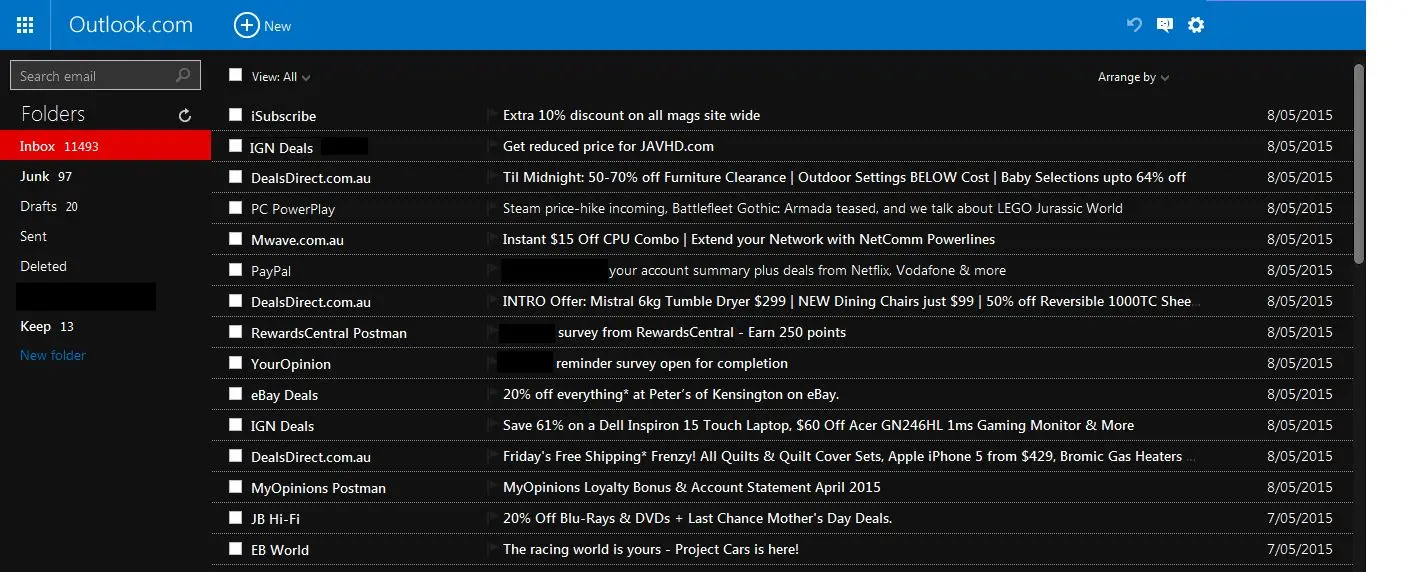 Outlook.com New
Search email
View: All Arrange by
Folders
Inbox 11493
Junk 97
Drafts 20
Sent
Deleted
Keep 13
New folder
iSubscribe Extra 10% discount on all mags site wide 8/05/2015
IGN Deals Get reduced price for JAVHD.com 8/05/2015
DealsDirect.com.au Til Midnight: 50-70% off Furniture Clearance | Outdoor Settings BELOW Cost | Baby Selections upto 64% off 8/05/2015
PC PowerPlay Steam price-hike incoming, Battlefleet Gothic: Armada teased, and we talk about LEGO Jurassic World 8/05/2015
Mwave.com.au Instant $15 Off CPU Combo | Extend your Network with NetComm Powerlines 8/05/2015
PayPal your account summary plus deals from Netflix, Vodafone & more 8/05/2015
DealsDirect.com.au INTRO Offer: Mistral 6kg Tumble Dryer $299 | NEW Dining Chairs just $99 | 50% off Reversible 1000TC Shee... 8/05/2015
RewardsCentral Postman survey from RewardsCentral - Earn 250 points 8/05/2015
YourOpinion reminder survey open for completion 8/05/2015
eBay Deals 20% off everything* at Peter's of Kensington on eBay. 8/05/2015
IGN Deals Save 61% on a Dell Inspiron 15 Touch Laptop, $60 Off Acer GN246HL 1ms Gaming Monitor & More 8/05/2015
DealsDirect.com.au Friday's Free Shipping* Frenzy! All Quilts & Quilt Cover Sets, Apple iPhone 5 from $429, Bromic Gas Heaters ... 8/05/2015
MyOpinions Postman MyOpinions Loyalty Bonus & Account Statement April 2015 8/05/2015
JB Hi-Fi 20% Off Blu-Rays & DVDs + Last Chance Mother's Day Deals. 7/05/2015
EB World The racing world is yours - Project Cars is here! 7/05/2015